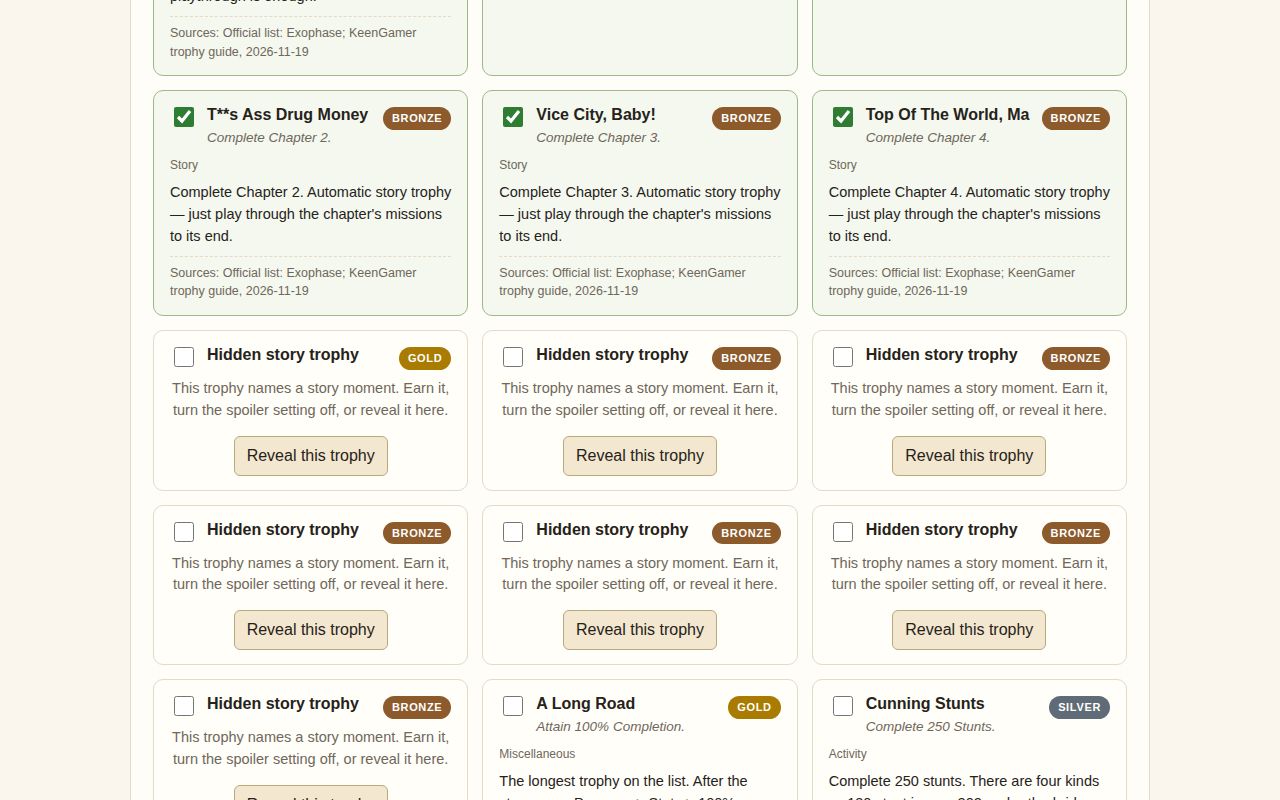 Sources: Official list: Exophase; KeenGamer
trophy guide, 2026-11-19
T**s Ass Drug Money
BRONZE
Complete Chapter 2.
Story
Complete Chapter 2. Automatic story trophy
— just play through the chapter's missions
to its end.
Sources: Official list: Exophase; KeenGamer
trophy guide, 2026-11-19
Vice City, Baby!
BRONZE
Complete Chapter 3.
Story
Complete Chapter 3. Automatic story trophy
— just play through the chapter's missions
to its end.
Sources: Official list: Exophase; KeenGamer
trophy guide, 2026-11-19
Top Of The World, Ma
BRONZE
Complete Chapter 4.
Story
Complete Chapter 4. Automatic story trophy
— just play through the chapter's missions
to its end.
Sources: Official list: Exophase; KeenGamer
trophy guide, 2026-11-19
Hidden story trophy
GOLD
This trophy names a story moment. Earn it,
turn the spoiler setting off, or reveal it here.
Reveal this trophy
Hidden story trophy
BRONZE
This trophy names a story moment. Earn it,
turn the spoiler setting off, or reveal it here.
Reveal this trophy
Hidden story trophy
BRONZE
This trophy names a story moment. Earn it,
turn the spoiler setting off, or reveal it here.
Reveal this trophy
Hidden story trophy
BRONZE
This trophy names a story moment. Earn it,
turn the spoiler setting off, or reveal it here.
Reveal this trophy
Hidden story trophy
BRONZE
This trophy names a story moment. Earn it,
turn the spoiler setting off, or reveal it here.
Reveal this trophy
Hidden story trophy
BRONZE
This trophy names a story moment. Earn it,
turn the spoiler setting off, or reveal it here.
Reveal this trophy
Hidden story trophy
BRONZE
This trophy names a story moment. Earn it,
turn the spoiler setting off, or reveal it here.
A Long Road
GOLD
Attain 100% Completion.
Miscellaneous
The longest trophy on the list. After the
Cunning Stunts
SILVER
Complete 250 Stunts.
Activity
Complete 250 stunts. There are four kinds